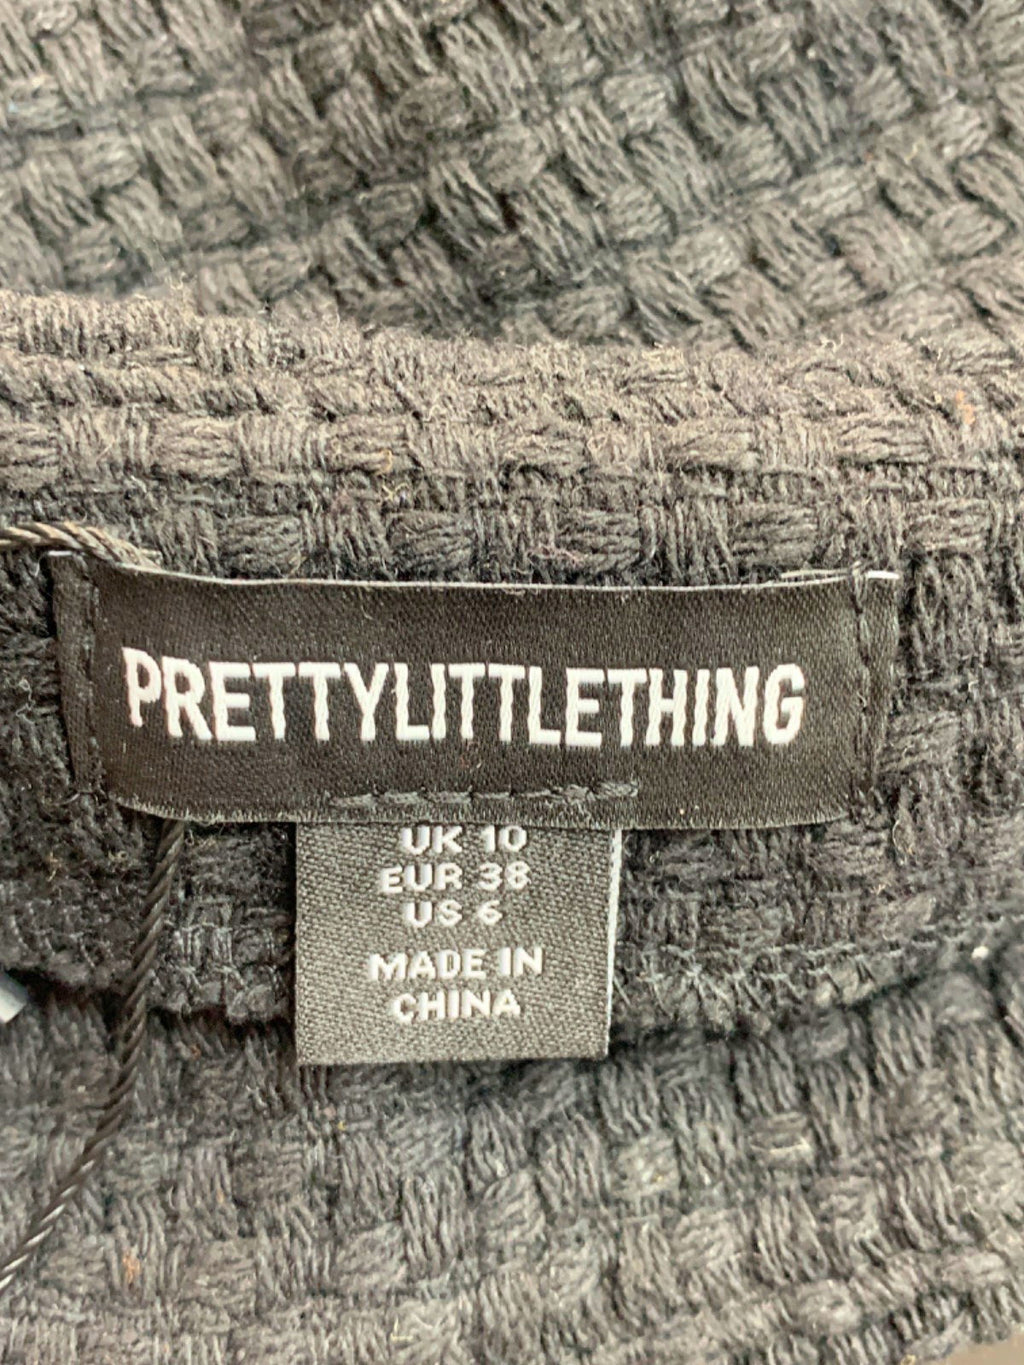 PRETTYLITTLETHING
UK 10
EUR 38
US 6
MADE IN
CHINA